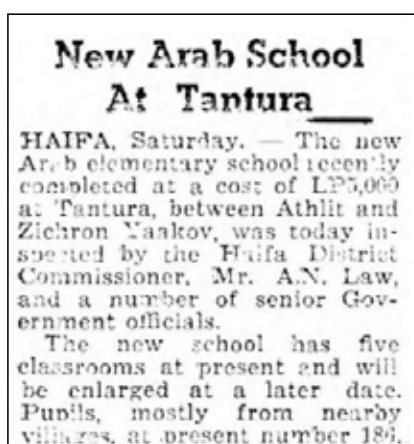 New Arab School
At Tantura
HAIFA, Saturday. — The new
Arab elementary school recently
completed at a cost of LP5,000
at Tantura, between Athlit and
Zichron Yaakov, was today in-
spected by the Haifa District
Commissioner, Mr. A.N. Law,
and a number of senior Gov-
ernment officials.
The new school has five
classrooms at present and will
be enlarged at a later date.
Pupils, mostly from nearby
villages, at present number 186.